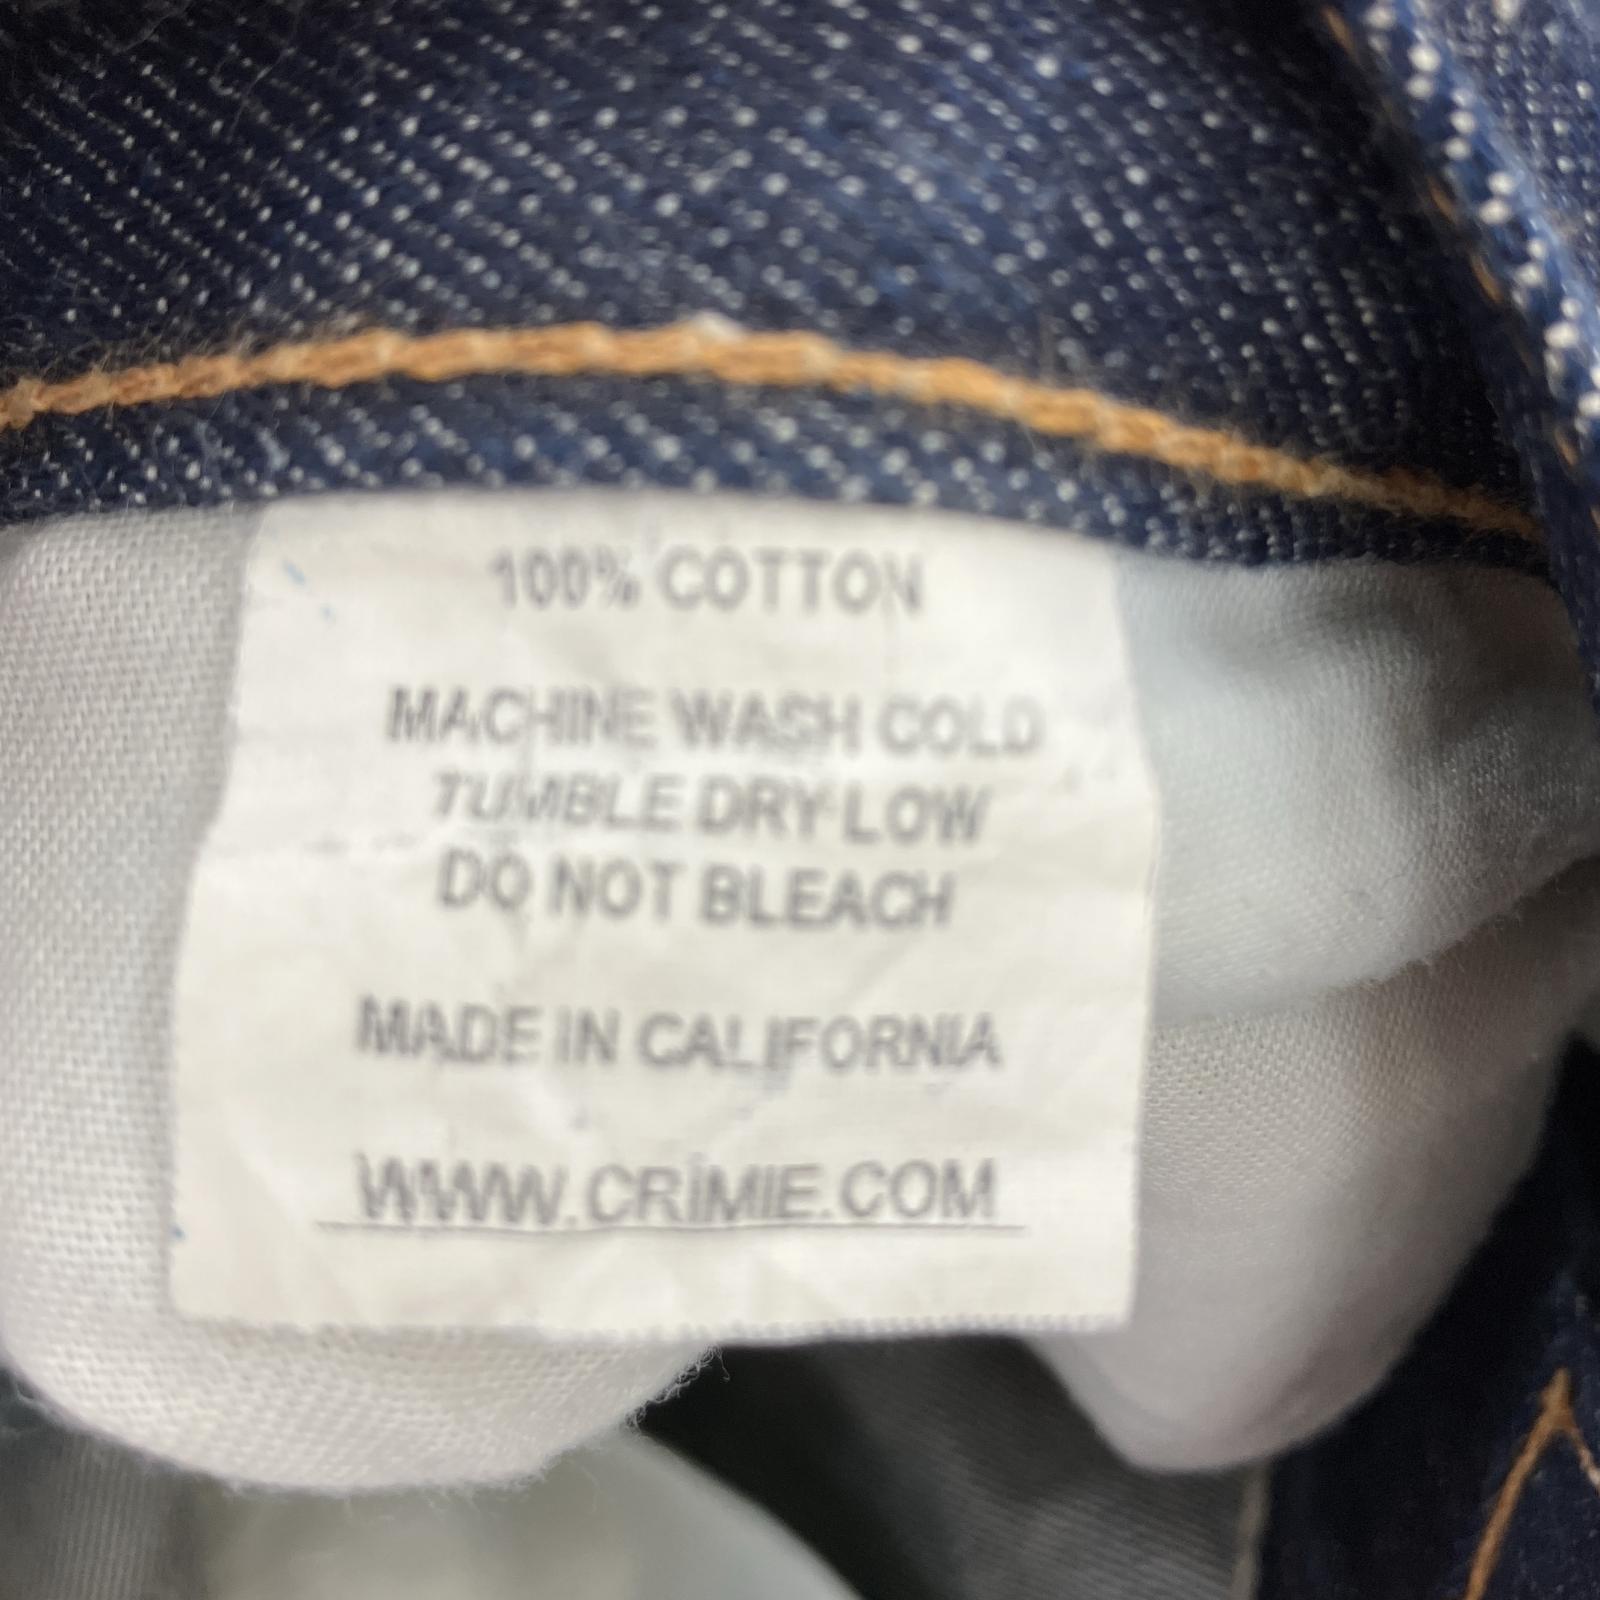 100% COTTON
MACHINE WASH COLD
TUMBLE DRY LOW
DO NOT BLEACH
MADE IN CALIFORNIA
WWW.CRIMIE.COM